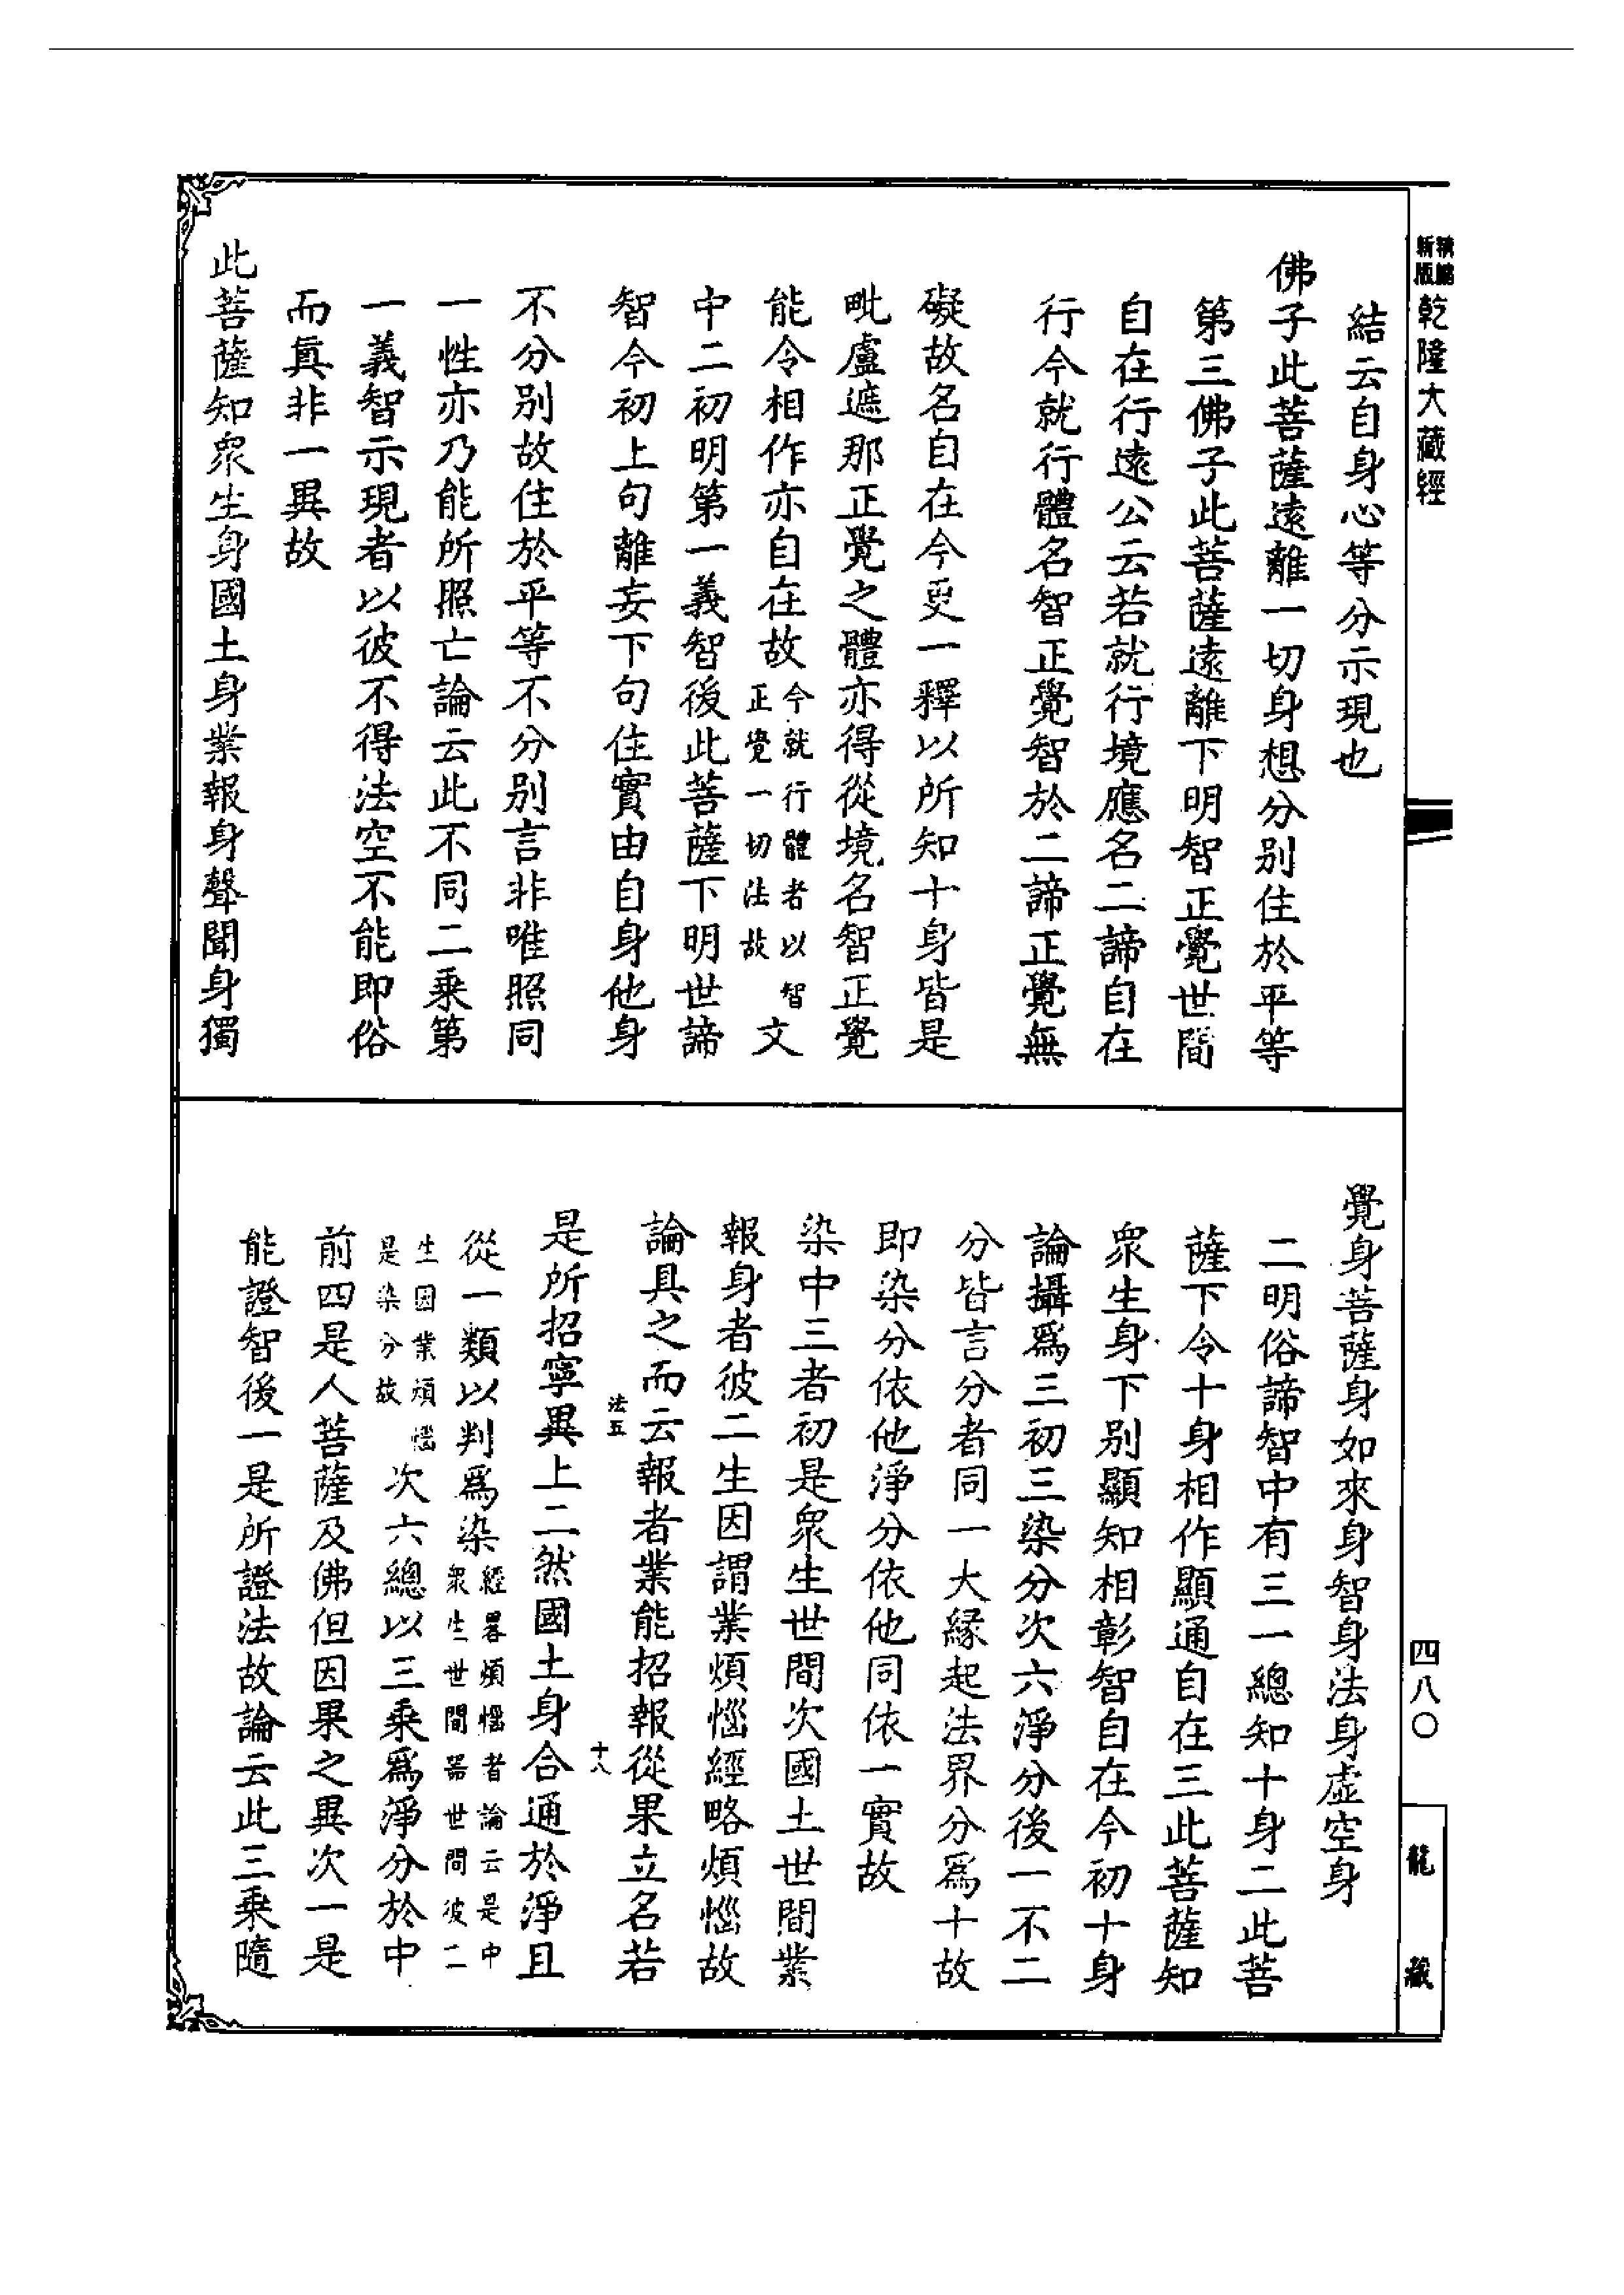 新版
精縮
乾隆大藏經
結云自身心等分示現也
佛子此菩薩遠離一切身想分別住於平等
第三佛子此菩薩遠離下明智正覺世間
自在行遠公云若就行境應名二諦自在
行今就行體名智正覺智於二諦正覺無
礙故名自在今更一釋以所知十身皆是
毗盧遮那正覺之體亦得從境名智正覺
能令相作亦自在故今就行體者以智正覺一切法故文
中二初明第一義智後此菩薩下明世諦
智今初上句離妄下句住實由自身他身
不分別故住於平等不分別言非唯照同
一性亦乃能所照亡論云此不同二乘第
一義智示現者以彼不得法空不能即俗
而眞非一異故
此菩薩知眾生身國土身業報身聲聞身獨
覺身菩薩身如來身智身法身虛空身
二明俗諦智中有三一總知十身二此菩
薩下令十身相作顯通自在三此菩薩知
眾生身下別顯知相彰智自在今初十身
論攝爲三初三染分次六淨分後一不二
分皆言分者同一大緣起法界分爲十故
即染分依他淨分依他同依一實故
染中三者初是眾生世間次國土世間業
報身者彼二生因謂業煩惱經略煩惱故
論具之而云報者業能招報從果立名若
法五
十八
是所招寧異上二然國土身合通於淨且
從一類以判爲染經畧煩惱者論云是中眾生世間器世間彼二
生因業煩惱是染分故次六總以三乘爲淨分於中
前四是人菩薩及佛但因果之異次一是
能證智後一是所證法故論云此三乘隨
四八〇
龍藏